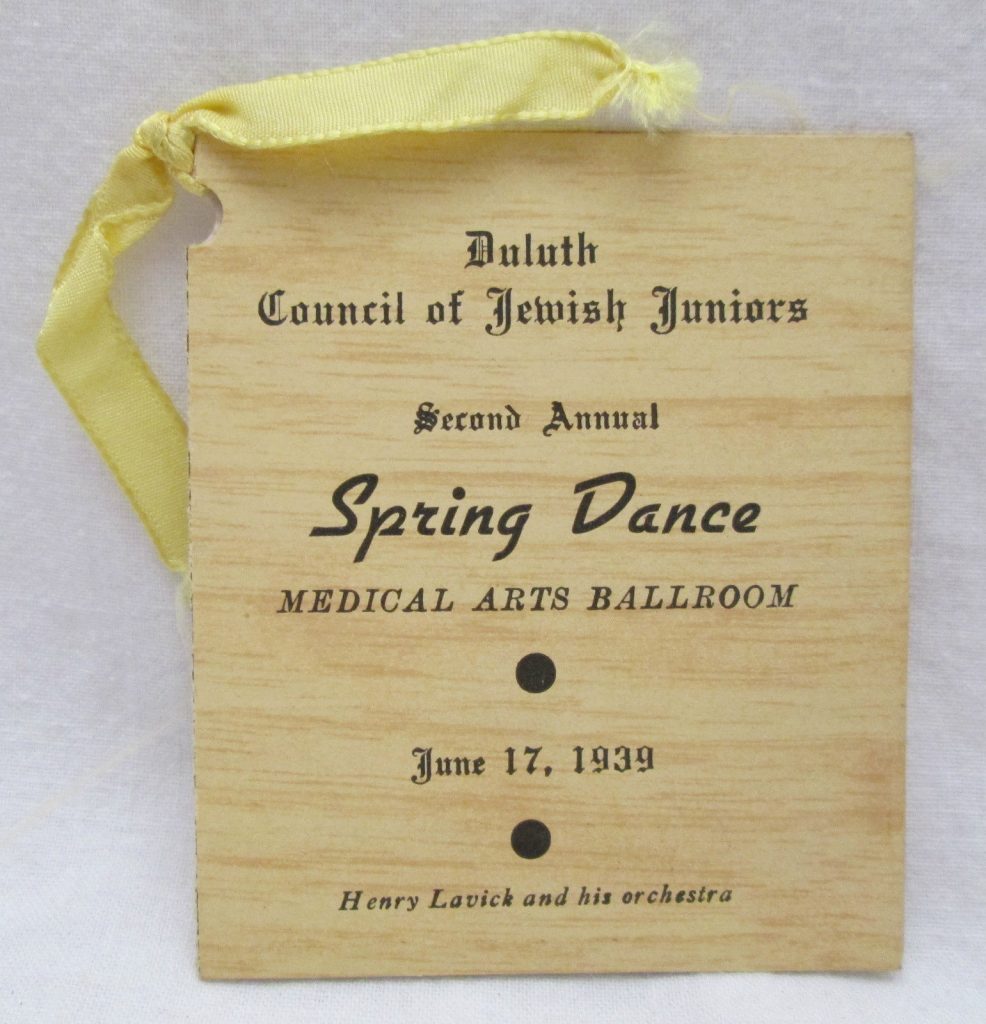 Duluth
Council of Jewish Juniors
Second Annual
Spring Dance
MEDICAL ARTS BALLROOM
June 17, 1939
Henry Lavick and his orchestra